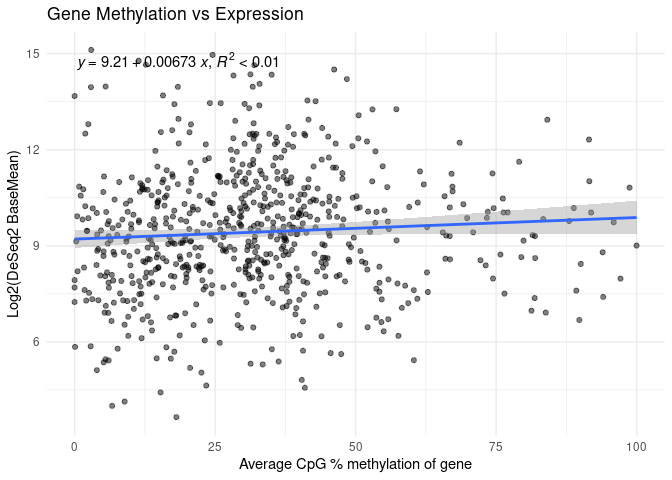 Gene Methylation vs Expression
y = 9.21 + 0.00673 x, R² < 0.01
15
12
9
6
Log2(DeSeq2 BaseMean)
0 25 50 75 100
Average CpG % methylation of gene